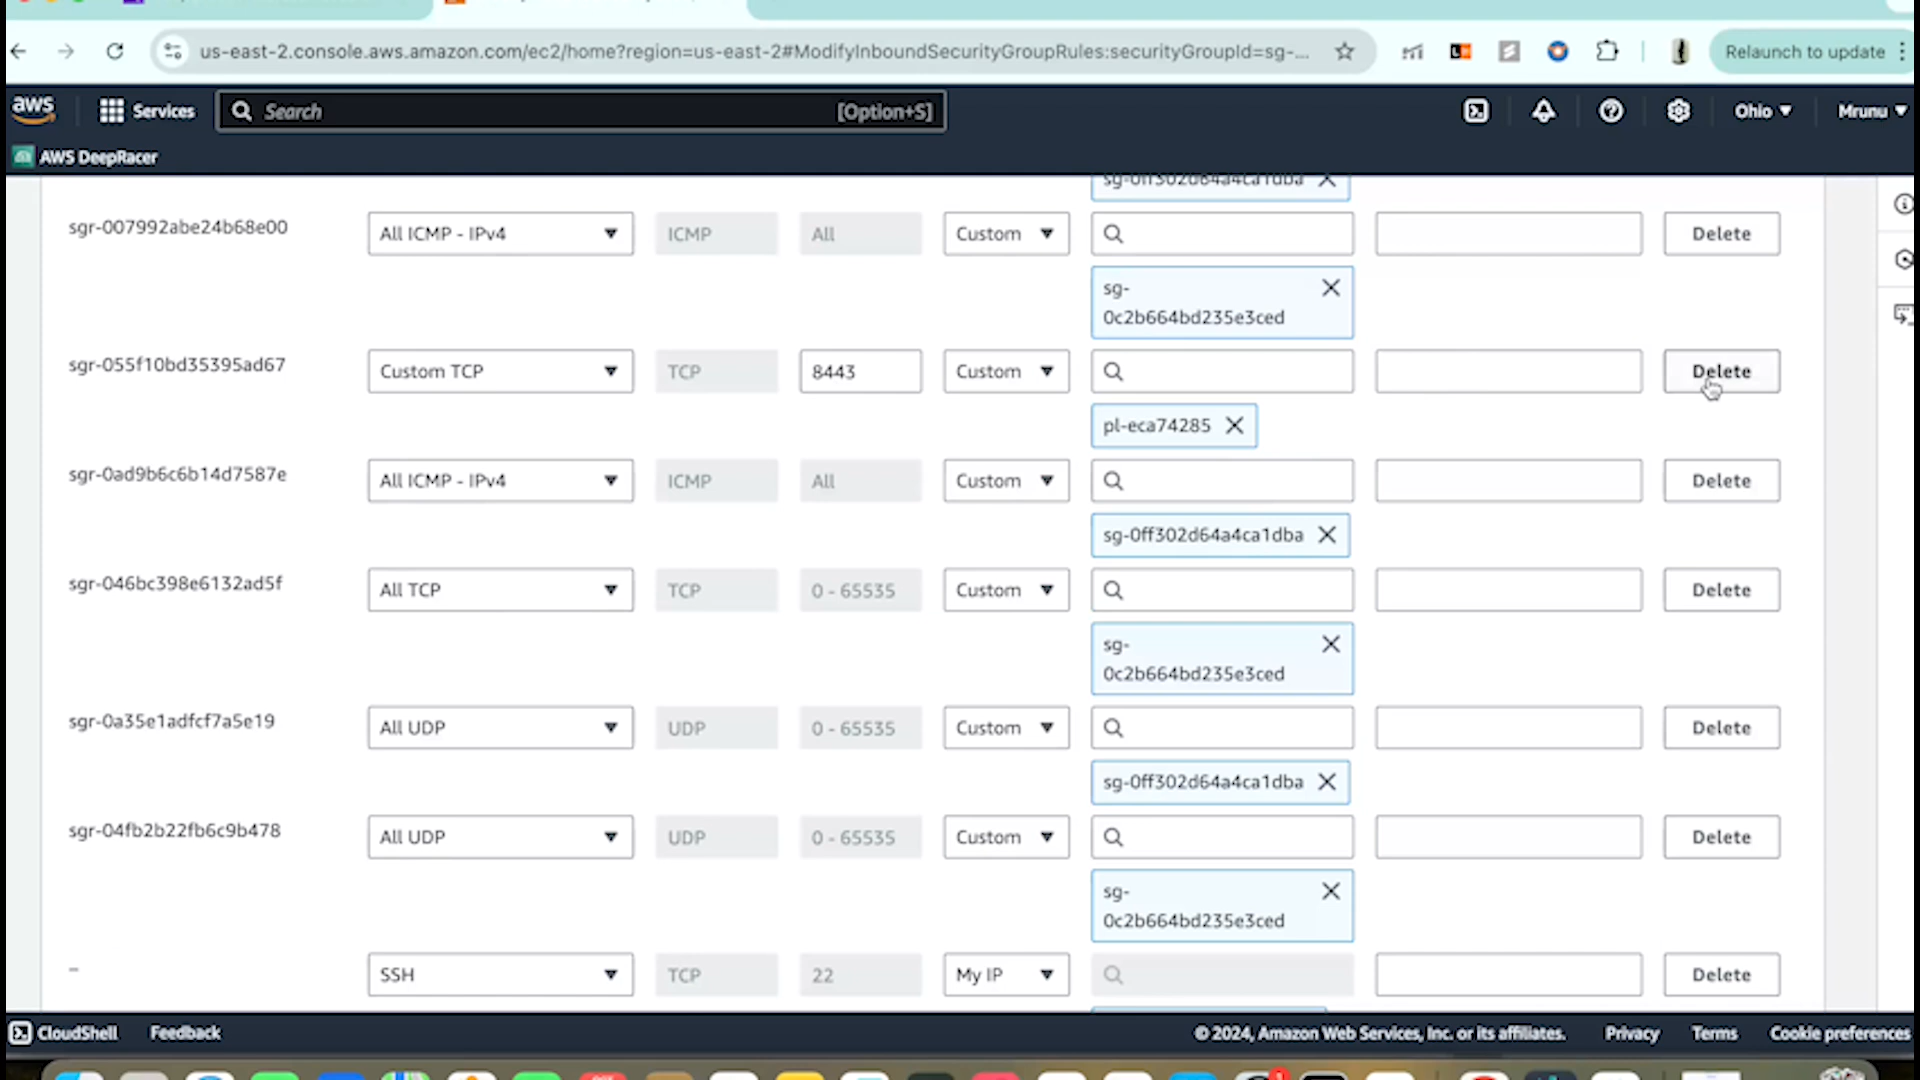 us-east-2.console.aws.amazon.com/ec2/home?region=us-east-2#ModifyInboundSecurityGroupRules:securityGroupId=sg-...
Relaunch to update
aws
Services
Search
[Option+S]
Ohio
Mrunu
AWS DeepRacer
sg-0ff302d64a4ca1dba
sgr-007992abe24b68e00 All ICMP - IPv4 ICMP All Custom Delete
sg-
0c2b664bd235e3ced
sgr-055f10bd35395ad67 Custom TCP TCP 8443 Custom Delete
pl-eca74285
sgr-0ad9b6c6b14d7587e All ICMP - IPv4 ICMP All Custom Delete
sg-0ff302d64a4ca1dba
sgr-046bc398e6132ad5f All TCP TCP 0 - 65535 Custom Delete
sg-
0c2b664bd235e3ced
sgr-0a35e1adfcf7a5e19 All UDP UDP 0 - 65535 Custom Delete
sg-0ff302d64a4ca1dba
sgr-04fb2b22fb6c9b478 All UDP UDP 0 - 65535 Custom Delete
sg-
0c2b664bd235e3ced
– SSH TCP 22 My IP Delete
CloudShell Feedback © 2024, Amazon Web Services, Inc. or its affiliates. Privacy Terms Cookie preferences